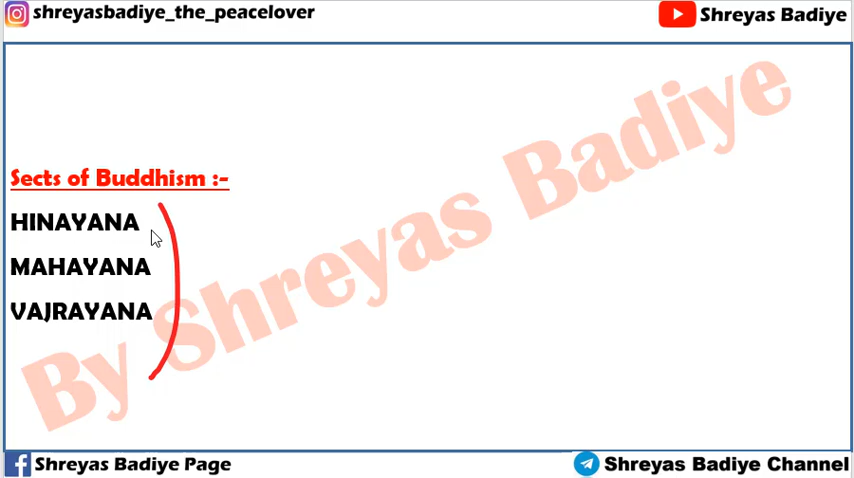 shreyasbadiye_the_peacelover
Shreyas Badiye
By Shreyas Badiye
Sects of Buddhism :-
HINAYANA
MAHAYANA
VAJRAYANA
Shreyas Badiye Page
Shreyas Badiye Channel